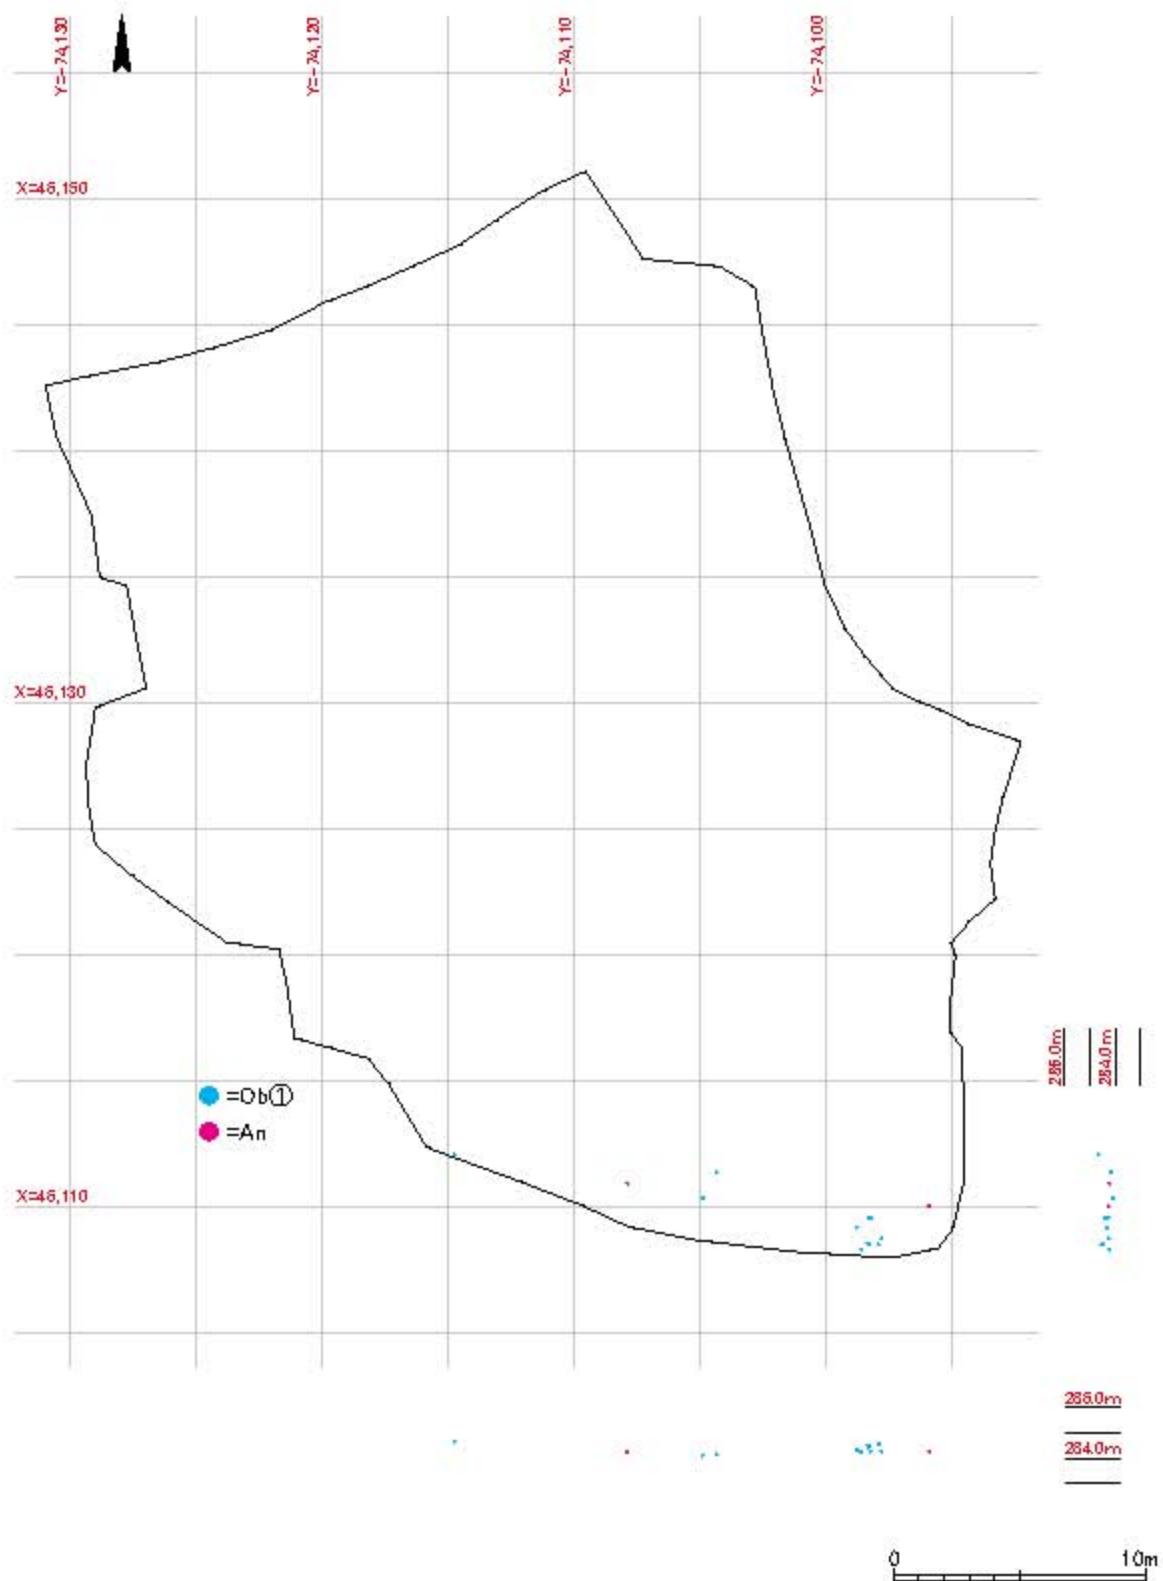 Y=-74,130
Y=-74,120
Y=-74,110
Y=-74,100
X=46,150
X=46,130
286.0m
284.0m
=Ob①
=An
X=46,110
286.0m
284.0m
0 10m